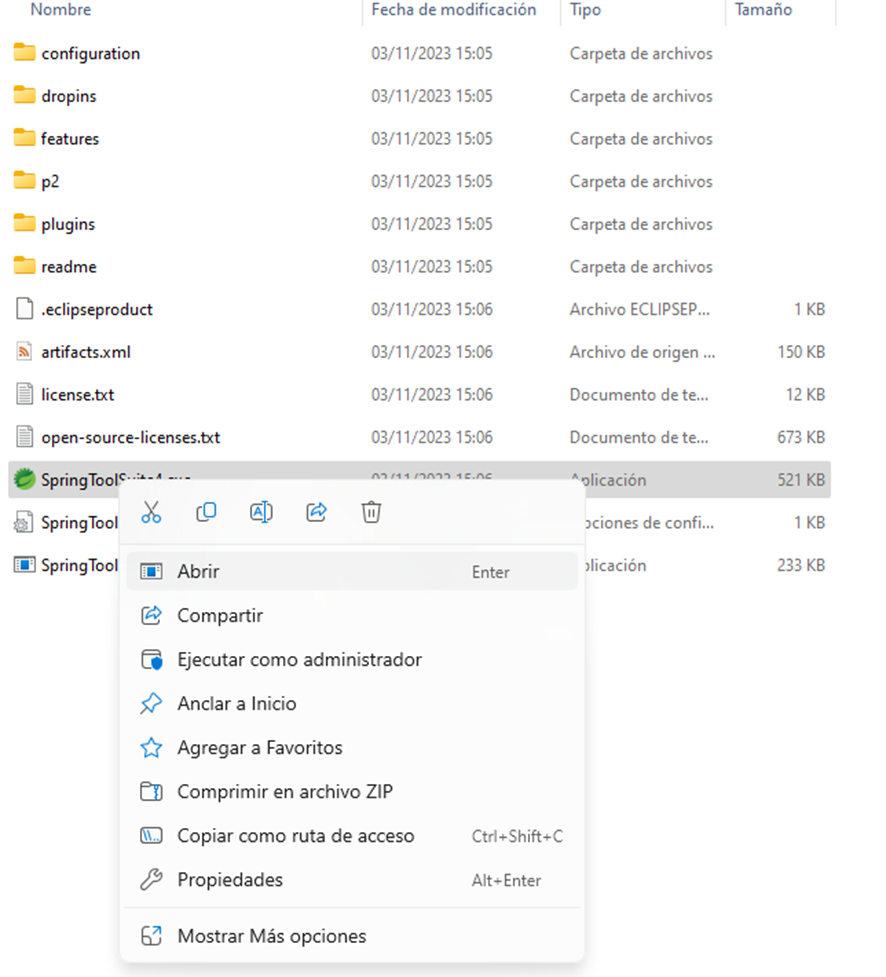 Nombre Fecha de modificación Tipo Tamaño
configuration 03/11/2023 15:05 Carpeta de archivos
dropins 03/11/2023 15:05 Carpeta de archivos
features 03/11/2023 15:05 Carpeta de archivos
p2 03/11/2023 15:05 Carpeta de archivos
plugins 03/11/2023 15:05 Carpeta de archivos
readme 03/11/2023 15:05 Carpeta de archivos
.eclipseproduct 03/11/2023 15:06 Archivo ECLIPSEP... 1 KB
artifacts.xml 03/11/2023 15:06 Archivo de origen ... 150 KB
license.txt 03/11/2023 15:06 Documento de te... 12 KB
open-source-licenses.txt 03/11/2023 15:06 Documento de te... 673 KB
SpringToolSuite4.exe 03/11/2023 15:06 Aplicación 521 KB
SpringTool pciones de confi... 1 KB
SpringTool plicación 233 KB
Abrir Enter
Compartir
Ejecutar como administrador
Anclar a Inicio
Agregar a Favoritos
Comprimir en archivo ZIP
Copiar como ruta de acceso Ctrl+Shift+C
Propiedades Alt+Enter
Mostrar Más opciones